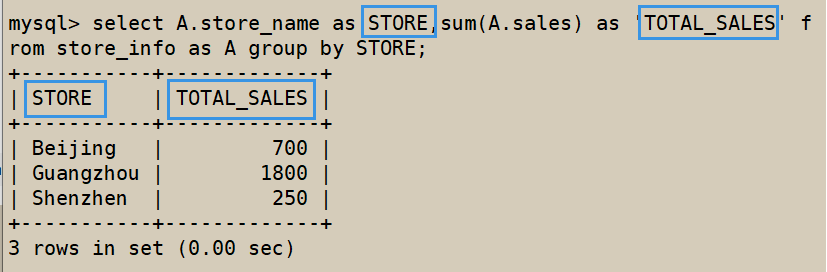 mysql> select A.store_name as STORE,sum(A.sales) as 'TOTAL_SALES' f
rom store_info as A group by STORE;
+-----------+-------------+
| STORE     | TOTAL_SALES |
+-----------+-------------+
| Beijing   |         700 |
| Guangzhou |        1800 |
| Shenzhen  |         250 |
+-----------+-------------+
3 rows in set (0.00 sec)